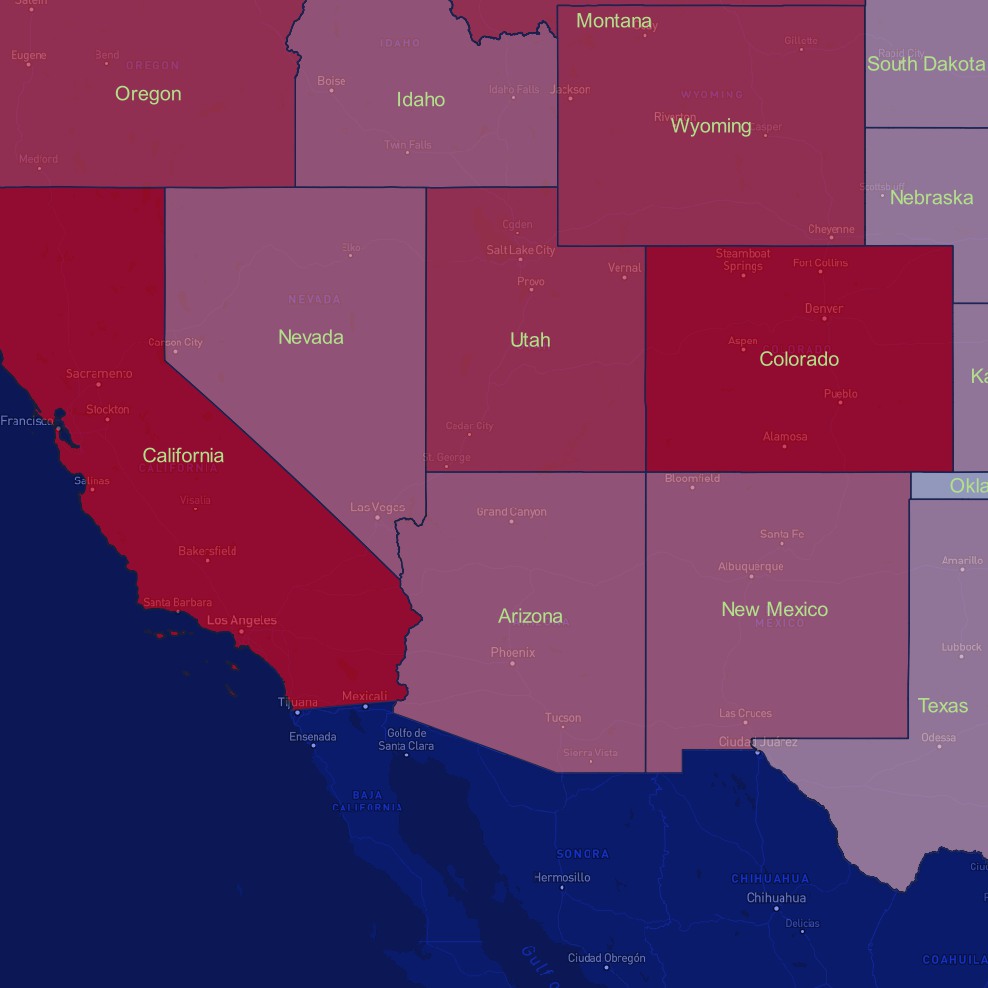 Salem
Montana
Cody
Gillette
Eugene
Bend
OREGON
IDAHO
Rapid City
South Dakota
Oregon
Boise
Idaho
Idaho Falls
Jackson
WYOMING
Riverton
Wyoming
Casper
Medford
Twin Falls
Scottsbluff
Nebraska
Cheyenne
Ogden
Salt Lake City
Elko
Provo
Vernal
Steamboat
Springs
Fort Collins
NEVADA
Nevada
Carson City
Utah
Denver
Aspen
COLORADO
Colorado
Ka
Sacramento
Stockton
Francisco
Pueblo
Cedar City
St. George
Alamosa
California
CALIFORNIA
Salinas
Visalia
Las Vegas
Bloomfield
Okla
Grand Canyon
Santa Fe
Bakersfield
Albuquerque
Amarillo
Santa Barbara
Los Angeles
Arizona
New Mexico
MEXICO
Phoenix
Lubbock
Tijuana
Mexicali
Texas
Tucson
Las Cruces
Ensenada
Golfo de
Santa Clara
Sierra Vista
Ciudad Juárez
Odessa
BAJA
CALIFORNIA
SONORA
Hermosillo
CHIHUAHUA
Chihuahua
Delicias
Gulf
Ciudad Obregón
COAHUILA